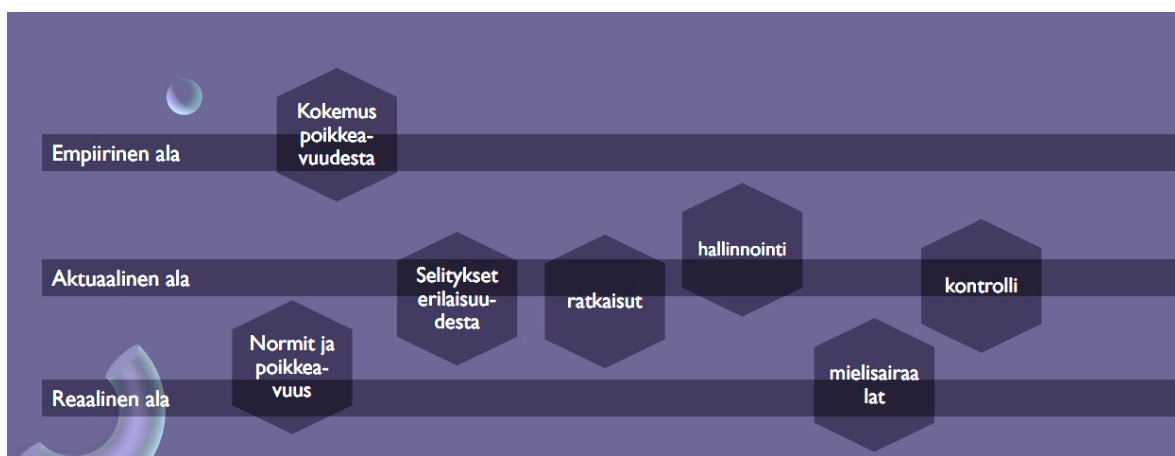 Kokemus
poikkea-
vuudesta
Empiirinen ala
hallinnointi
Aktuaalinen ala
Selitykset
erilaisuu-
desta
ratkaisut
kontrolli
Normit ja
poikkea-
vuus
Reaalinen ala
mielisairaa
lat